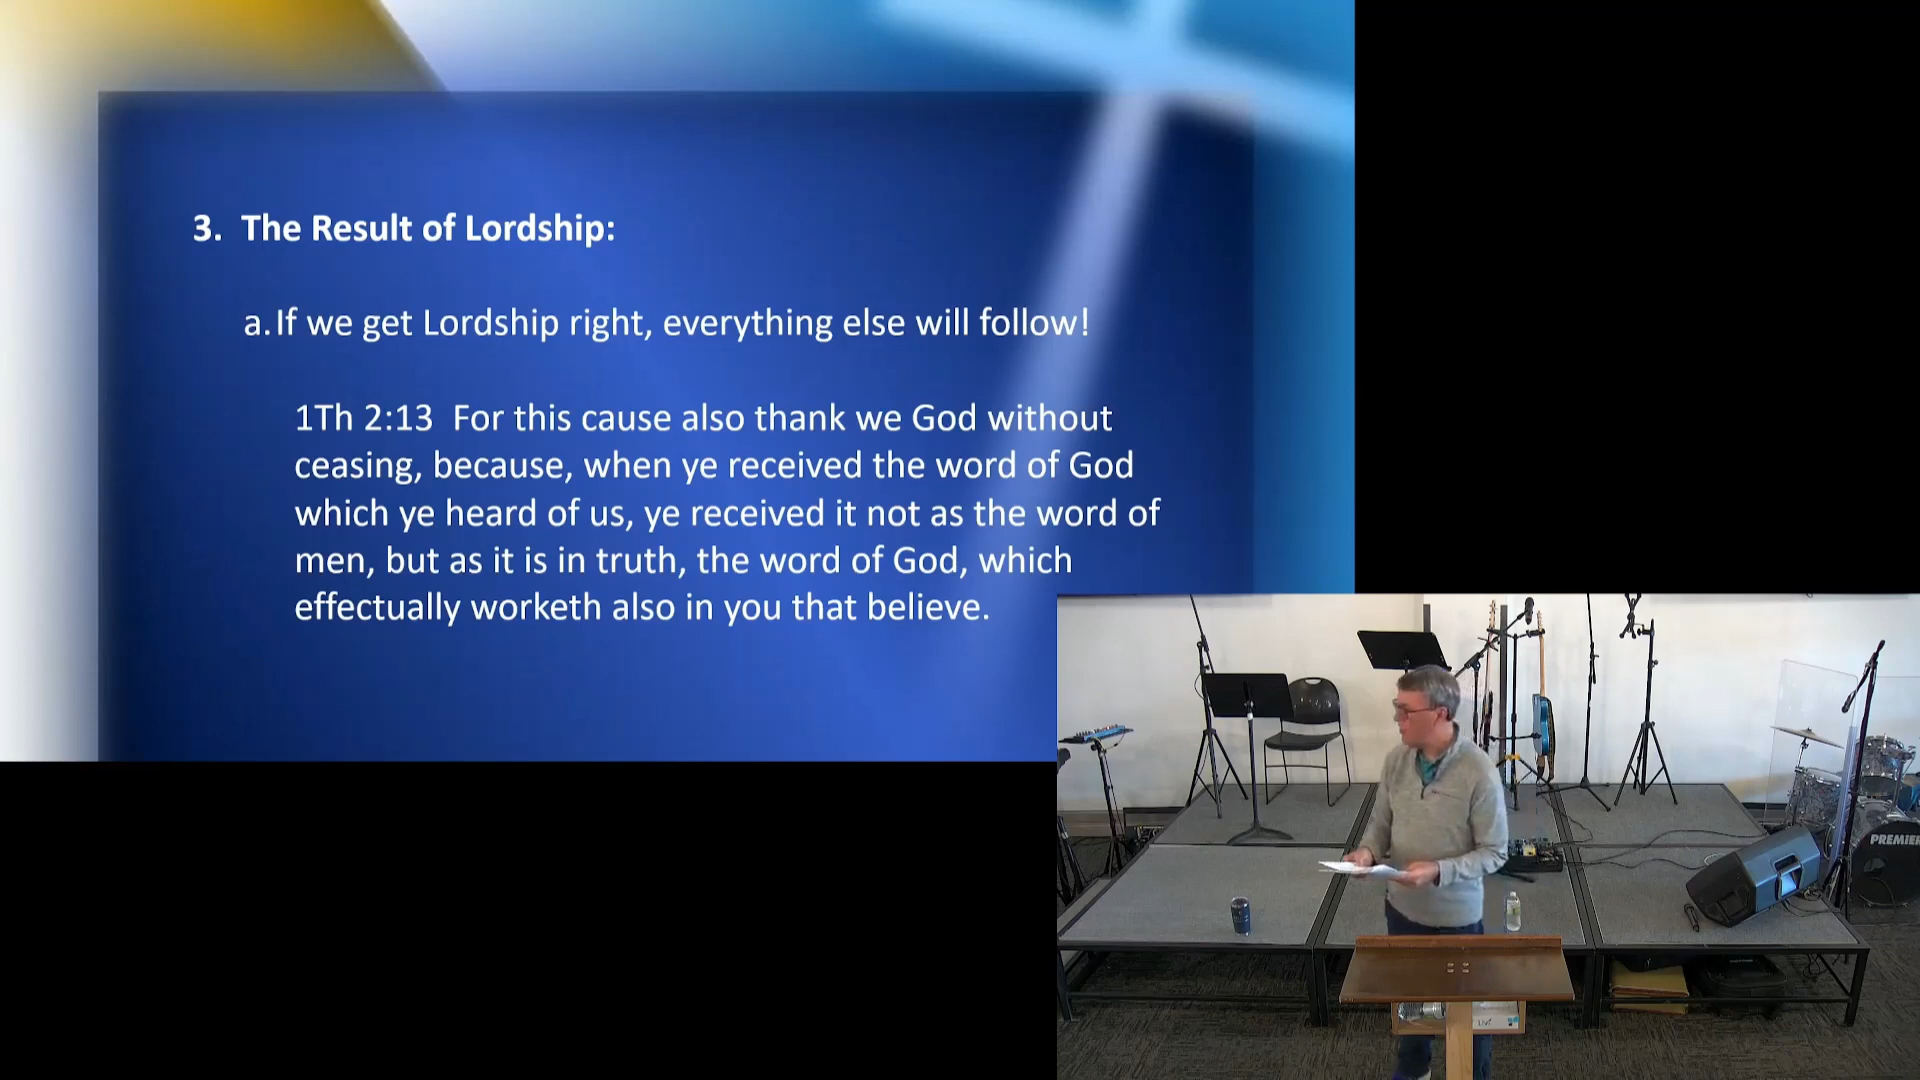 3. The Result of Lordship:
a. If we get Lordship right, everything else will follow!
1Th 2:13 For this cause also thank we God without
ceasing, because, when ye received the word of God
which ye heard of us, ye received it not as the word of
men, but as it is in truth, the word of God, which
effectually worketh also in you that believe.
PREMIER